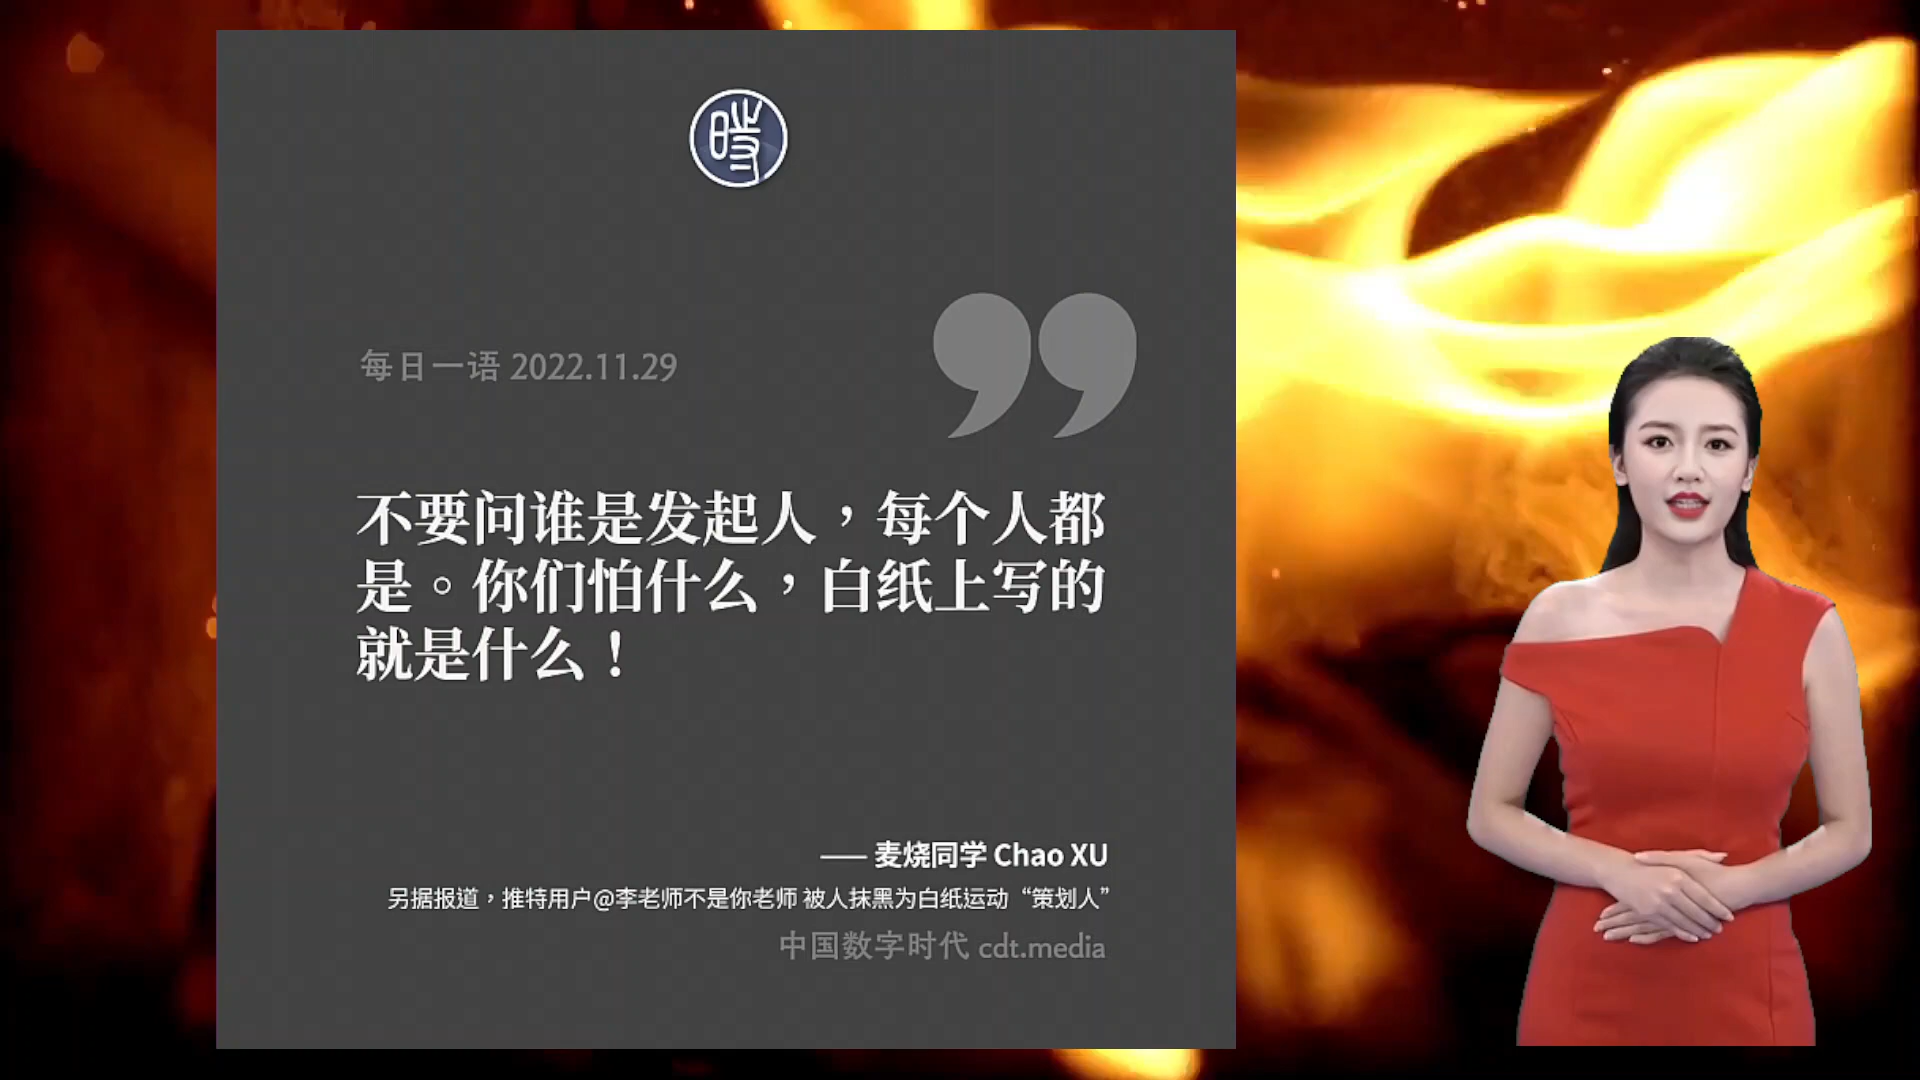 時
每日一语 2022.11.29
不要问谁是发起人，每个人都
是。你们怕什么，白纸上写的
就是什么！
—— 麦烧同学 Chao XU
另据报道，推特用户@李老师不是你老师 被人抹黑为白纸运动“策划人”
中国数字时代 cdt.media